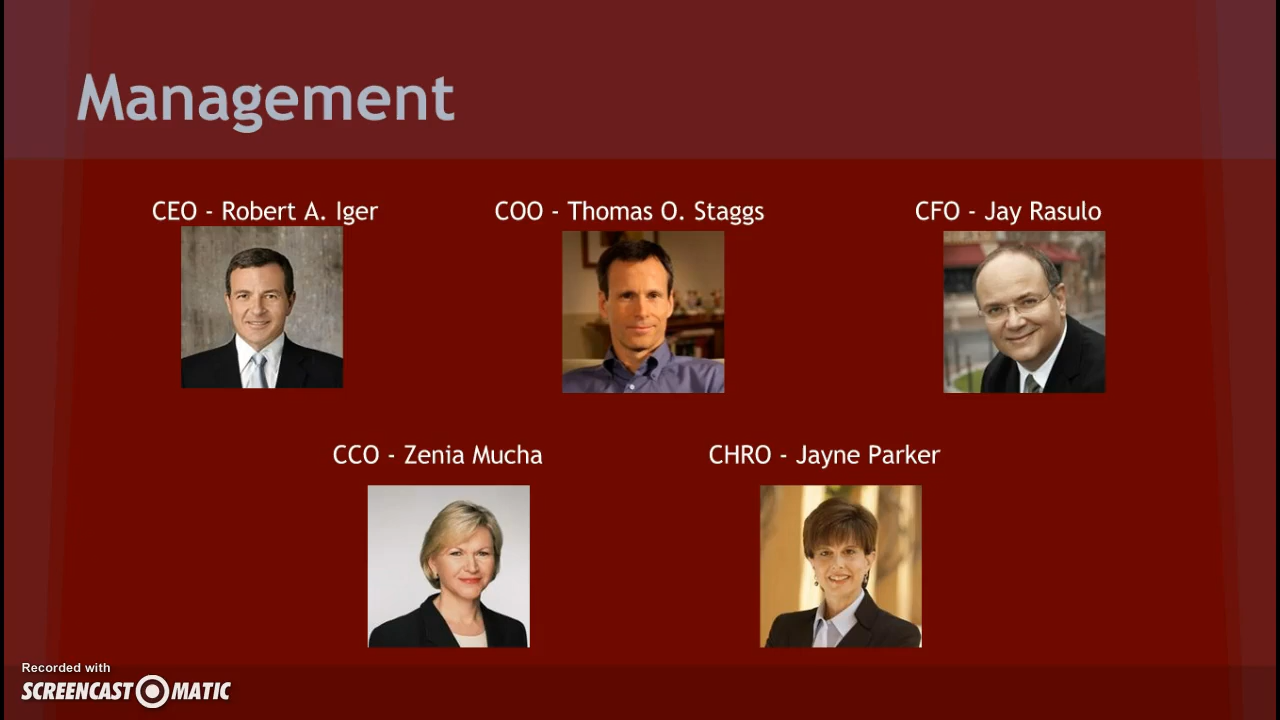 Management
CEO - Robert A. Iger
COO - Thomas O. Staggs
CFO - Jay Rasulo
CCO - Zenia Mucha
CHRO - Jayne Parker
Recorded with
SCREENCAST MATIC